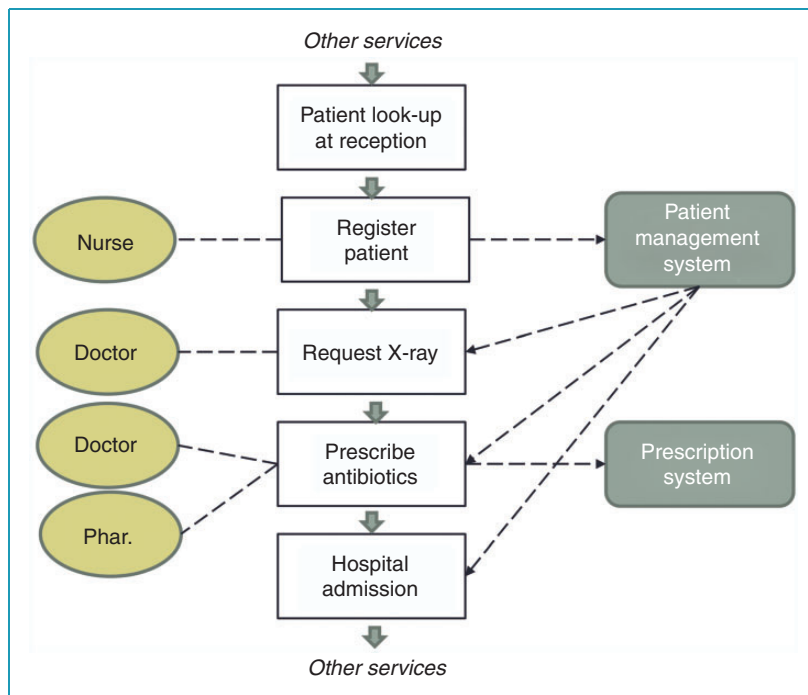 Other services
Patient look-up
at reception
Nurse
Register
patient
Patient
management
system
Doctor
Request X-ray
Doctor
Prescribe
antibiotics
Prescription
system
Phar.
Hospital
admission
Other services